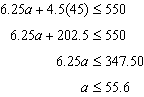 6.25a + 4.5(45) ≤ 550
6.25a + 202.5 ≤ 550
6.25a ≤ 347.50
a ≤ 55.6